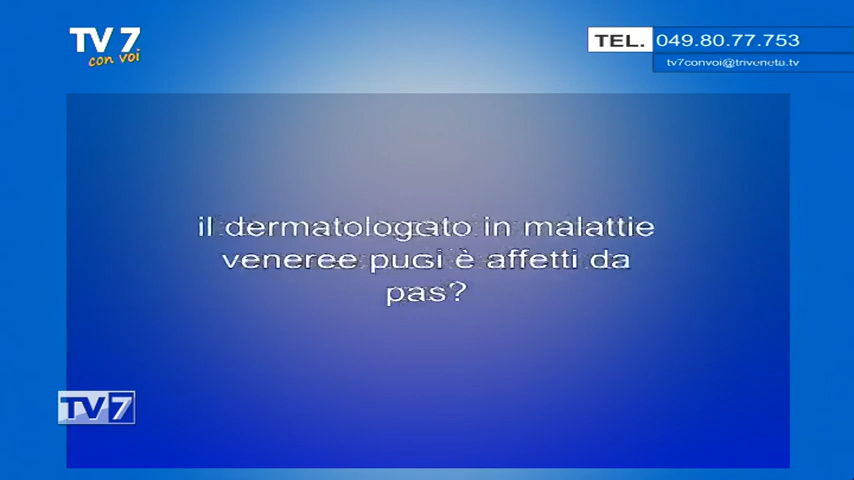 TV 7
con voi
TEL. 049.80.77.753
tv7convoi@triveneta.tv
il dermatologato in malattie
veneree puci è affetti da
pas?
TV7